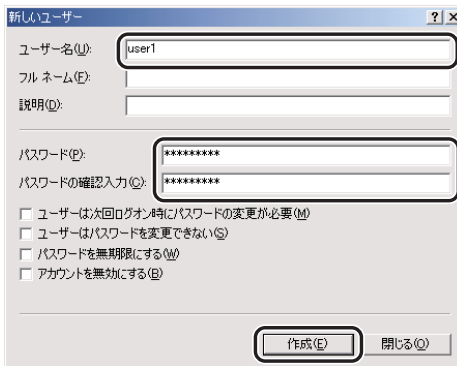 新しいユーザー
ユーザー名(U): user1
フル ネーム(F):
説明(D):
パスワード(P): *********
パスワードの確認入力(C): *********
ユーザーは次回ログオン時にパスワードの変更が必要(M)
ユーザーはパスワードを変更できない(S)
パスワードを無期限にする(W)
アカウントを無効にする(B)
作成(E) 閉じる(O)